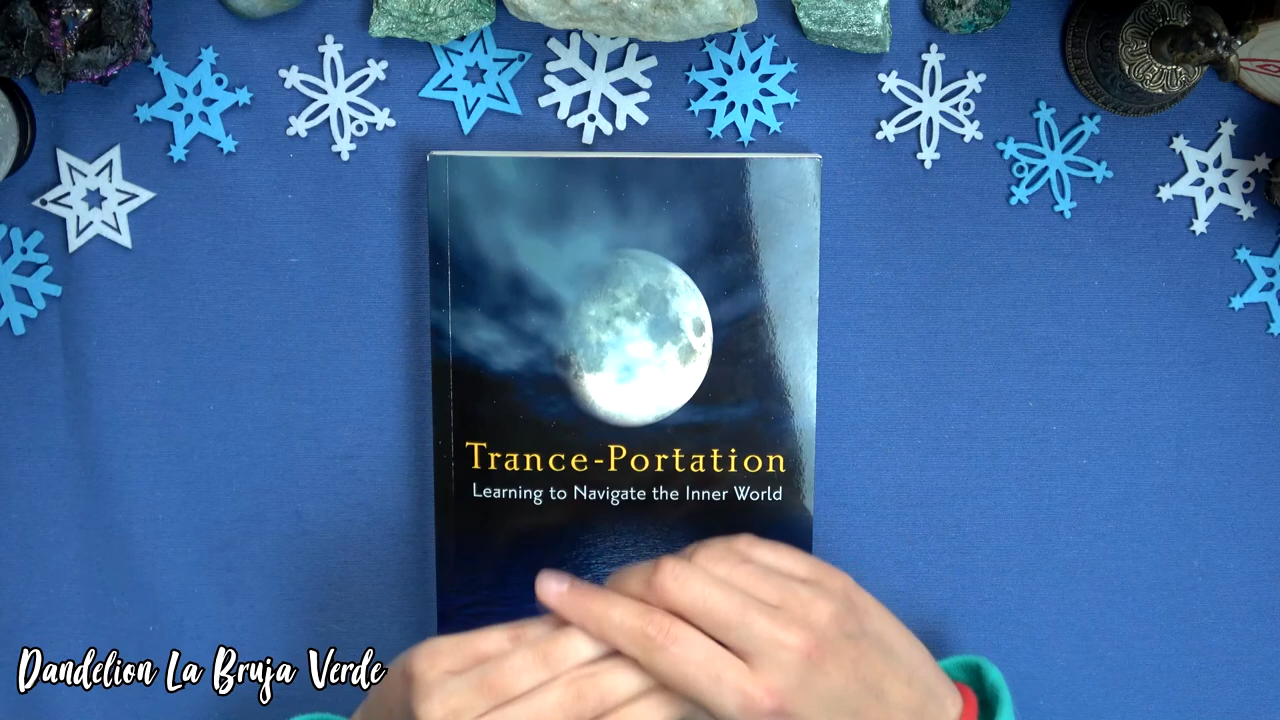 Trance-Portation
Learning to Navigate the Inner World
Dandelion La Bruja Verde